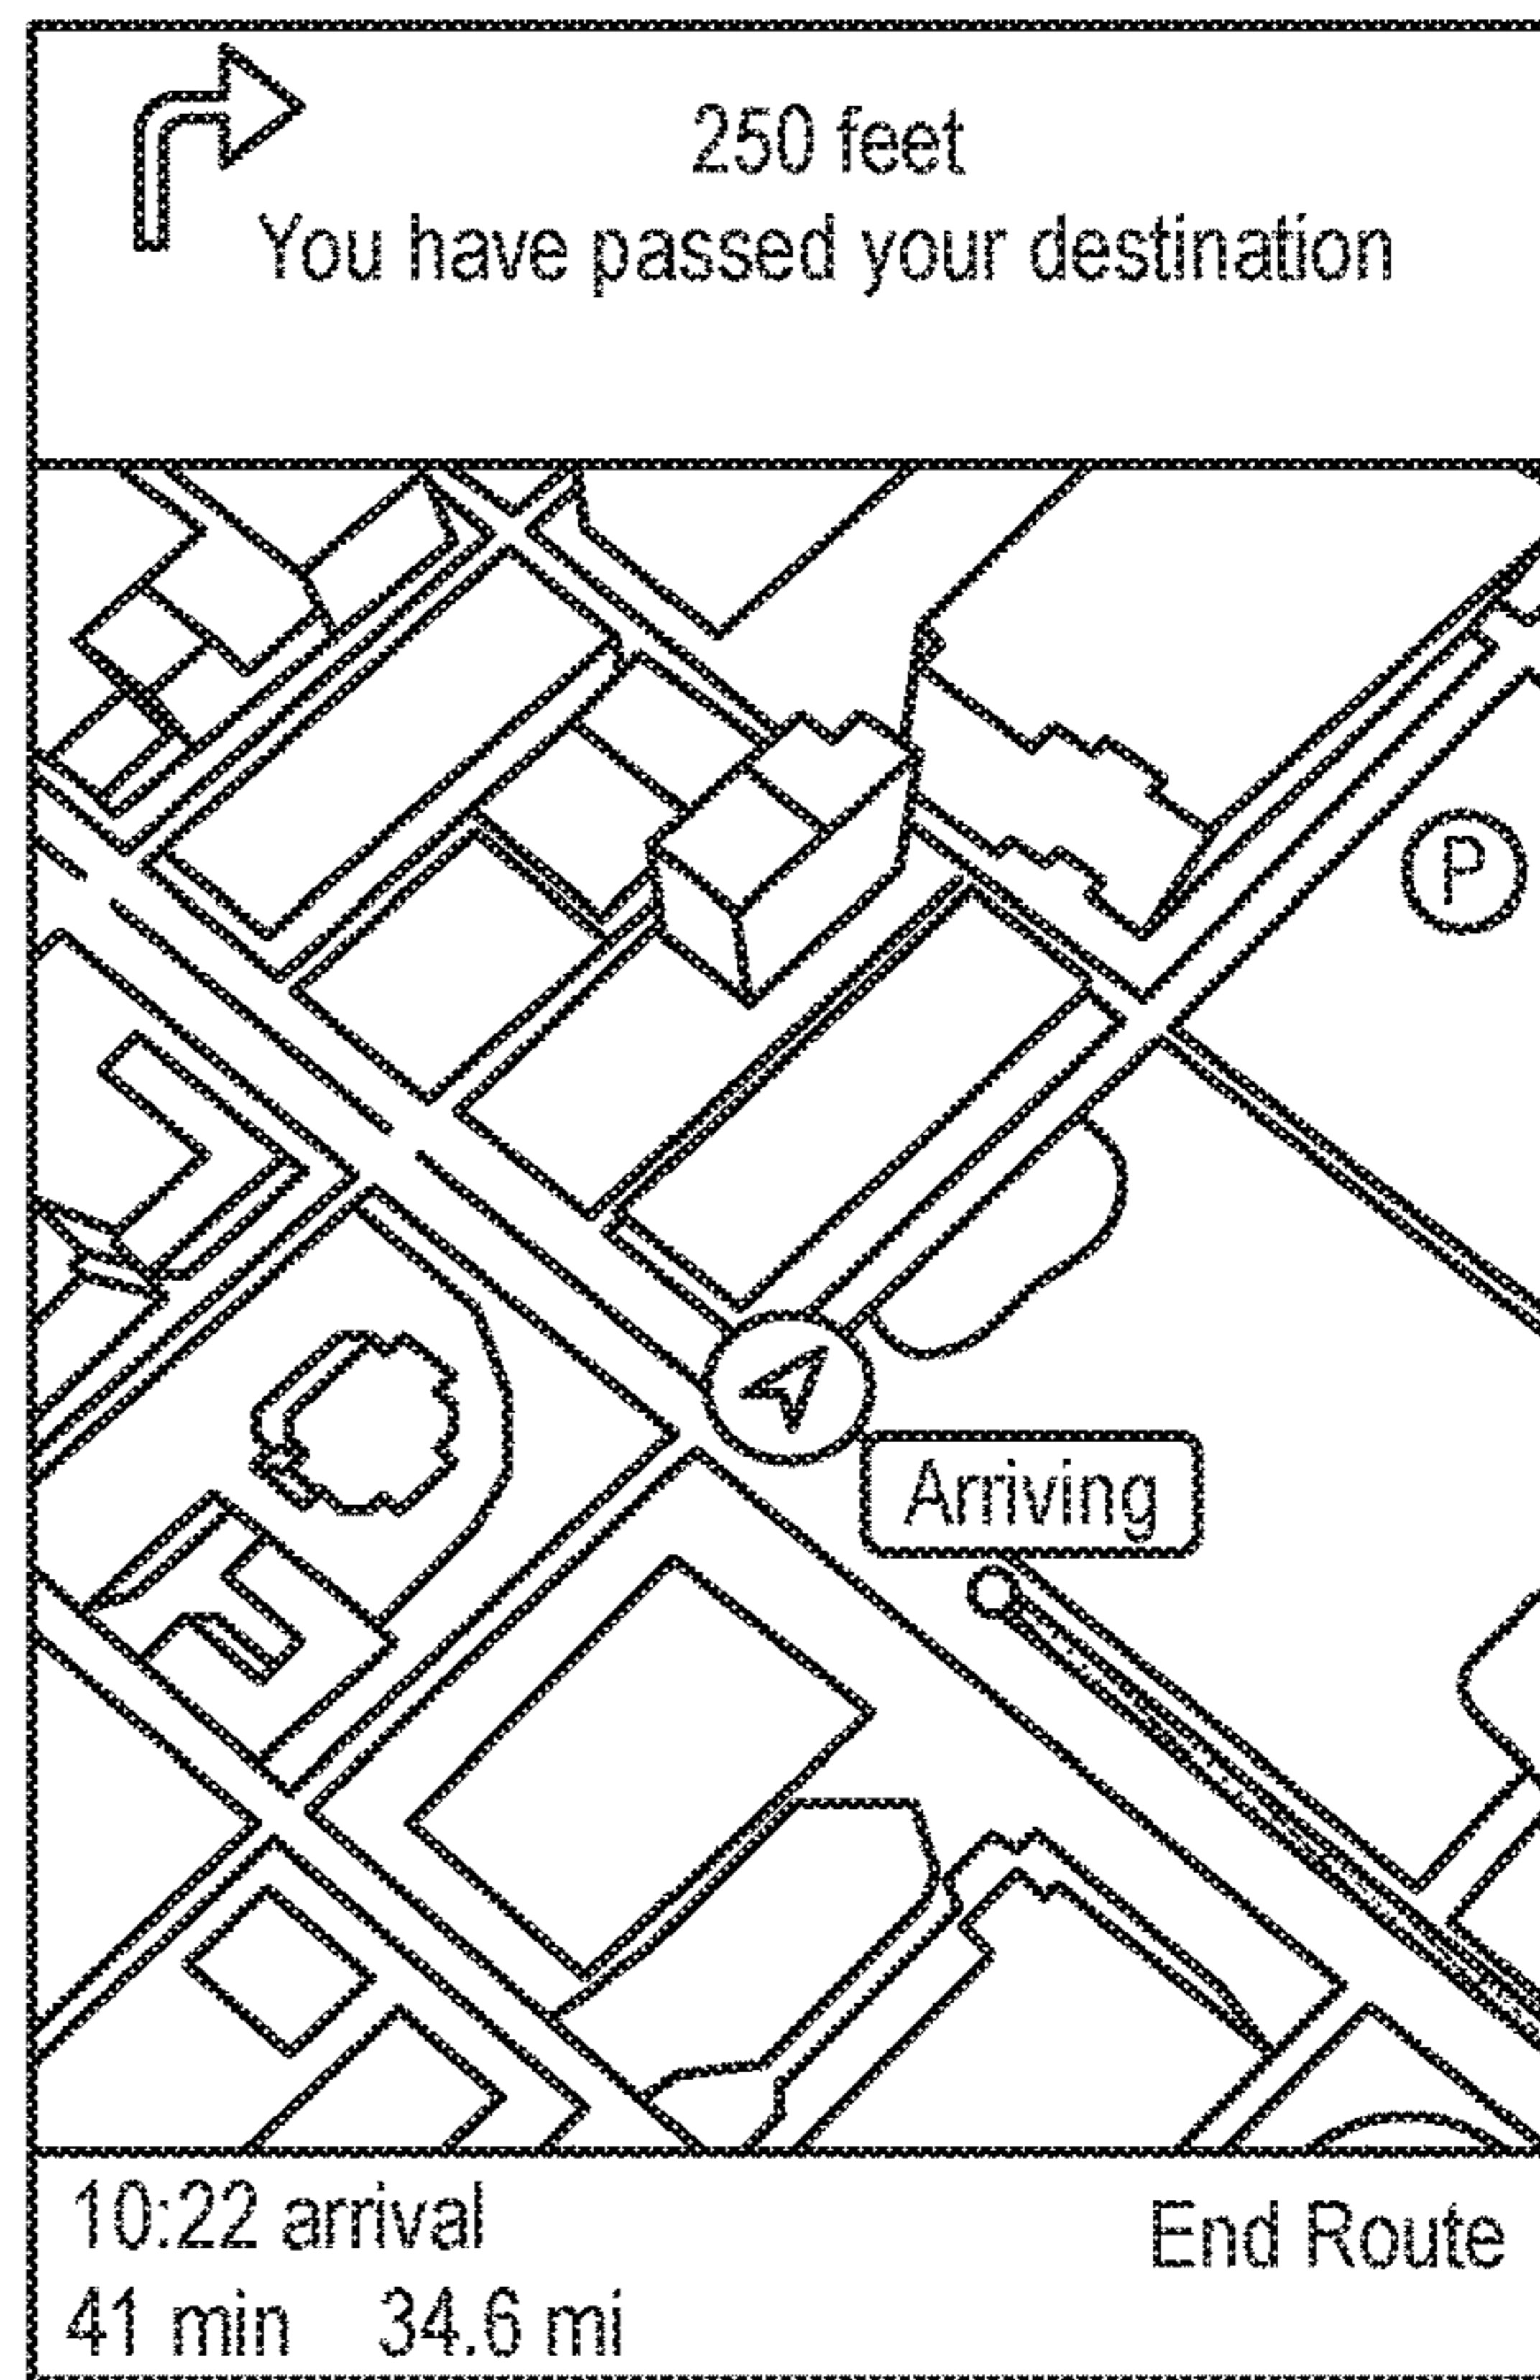 250 feet
You have passed your destination
P
Arriving
10:22 arrival
End Route
41 min 34.6 mi